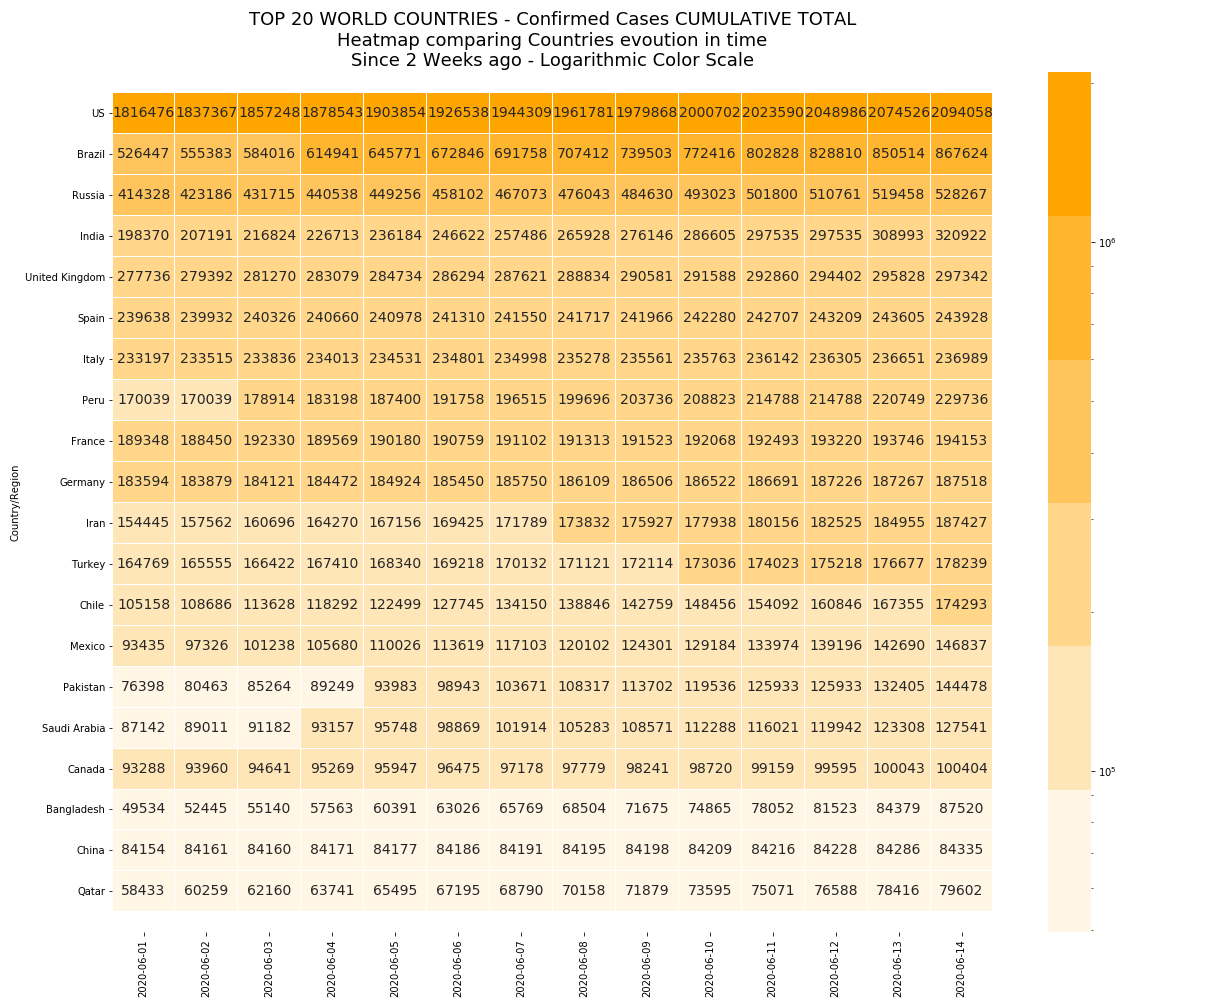 TOP 20 WORLD COUNTRIES - Confirmed Cases CUMULATIVE TOTAL
Heatmap comparing Countries evoution in time
Since 2 Weeks ago - Logarithmic Color Scale
US 1816476 1837367 1857248 1878543 1903854 1926538 1944309 1961781 1979868 2000702 2023590 2048986 2074526 2094058
Brazil 526447 555383 584016 614941 645771 672846 691758 707412 739503 772416 802828 828810 850514 867624
Russia 414328 423186 431715 440538 449256 458102 467073 476043 484630 493023 501800 510761 519458 528267
India 198370 207191 216824 226713 236184 246622 257486 265928 276146 286605 297535 297535 308993 320922
United Kingdom 277736 279392 281270 283079 284734 286294 287621 288834 290581 291588 292860 294402 295828 297342
Spain 239638 239932 240326 240660 240978 241310 241550 241717 241966 242280 242707 243209 243605 243928
Italy 233197 233515 233836 234013 234531 234801 234998 235278 235561 235763 236142 236305 236651 236989
Peru 170039 170039 178914 183198 187400 191758 196515 199696 203736 208823 214788 214788 220749 229736
France 189348 188450 192330 189569 190180 190759 191102 191313 191523 192068 192493 193220 193746 194153
Germany 183594 183879 184121 184472 184924 185450 185750 186109 186506 186522 186691 187226 187267 187518
Iran 154445 157562 160696 164270 167156 169425 171789 173832 175927 177938 180156 182525 184955 187427
Turkey 164769 165555 166422 167410 168340 169218 170132 171121 172114 173036 174023 175218 176677 178239
Chile 105158 108686 113628 118292 122499 127745 134150 138846 142759 148456 154092 160846 167355 174293
Mexico 93435 97326 101238 105680 110026 113619 117103 120102 124301 129184 133974 139196 142690 146837
Pakistan 76398 80463 85264 89249 93983 98943 103671 108317 113702 119536 125933 125933 132405 144478
Saudi Arabia 87142 89011 91182 93157 95748 98869 101914 105283 108571 112288 116021 119942 123308 127541
Canada 93288 93960 94641 95269 95947 96475 97178 97779 98241 98720 99159 99595 100043 100404
Bangladesh 49534 52445 55140 57563 60391 63026 65769 68504 71675 74865 78052 81523 84379 87520
China 84154 84161 84160 84171 84177 84186 84191 84195 84198 84209 84216 84228 84286 84335
Qatar 58433 60259 62160 63741 65495 67195 68790 70158 71879 73595 75071 76588 78416 79602
2020-06-01 2020-06-02 2020-06-03 2020-06-04 2020-06-05 2020-06-06 2020-06-07 2020-06-08 2020-06-09 2020-06-10 2020-06-11 2020-06-12 2020-06-13 2020-06-14
Country/Region
10⁶
10⁵